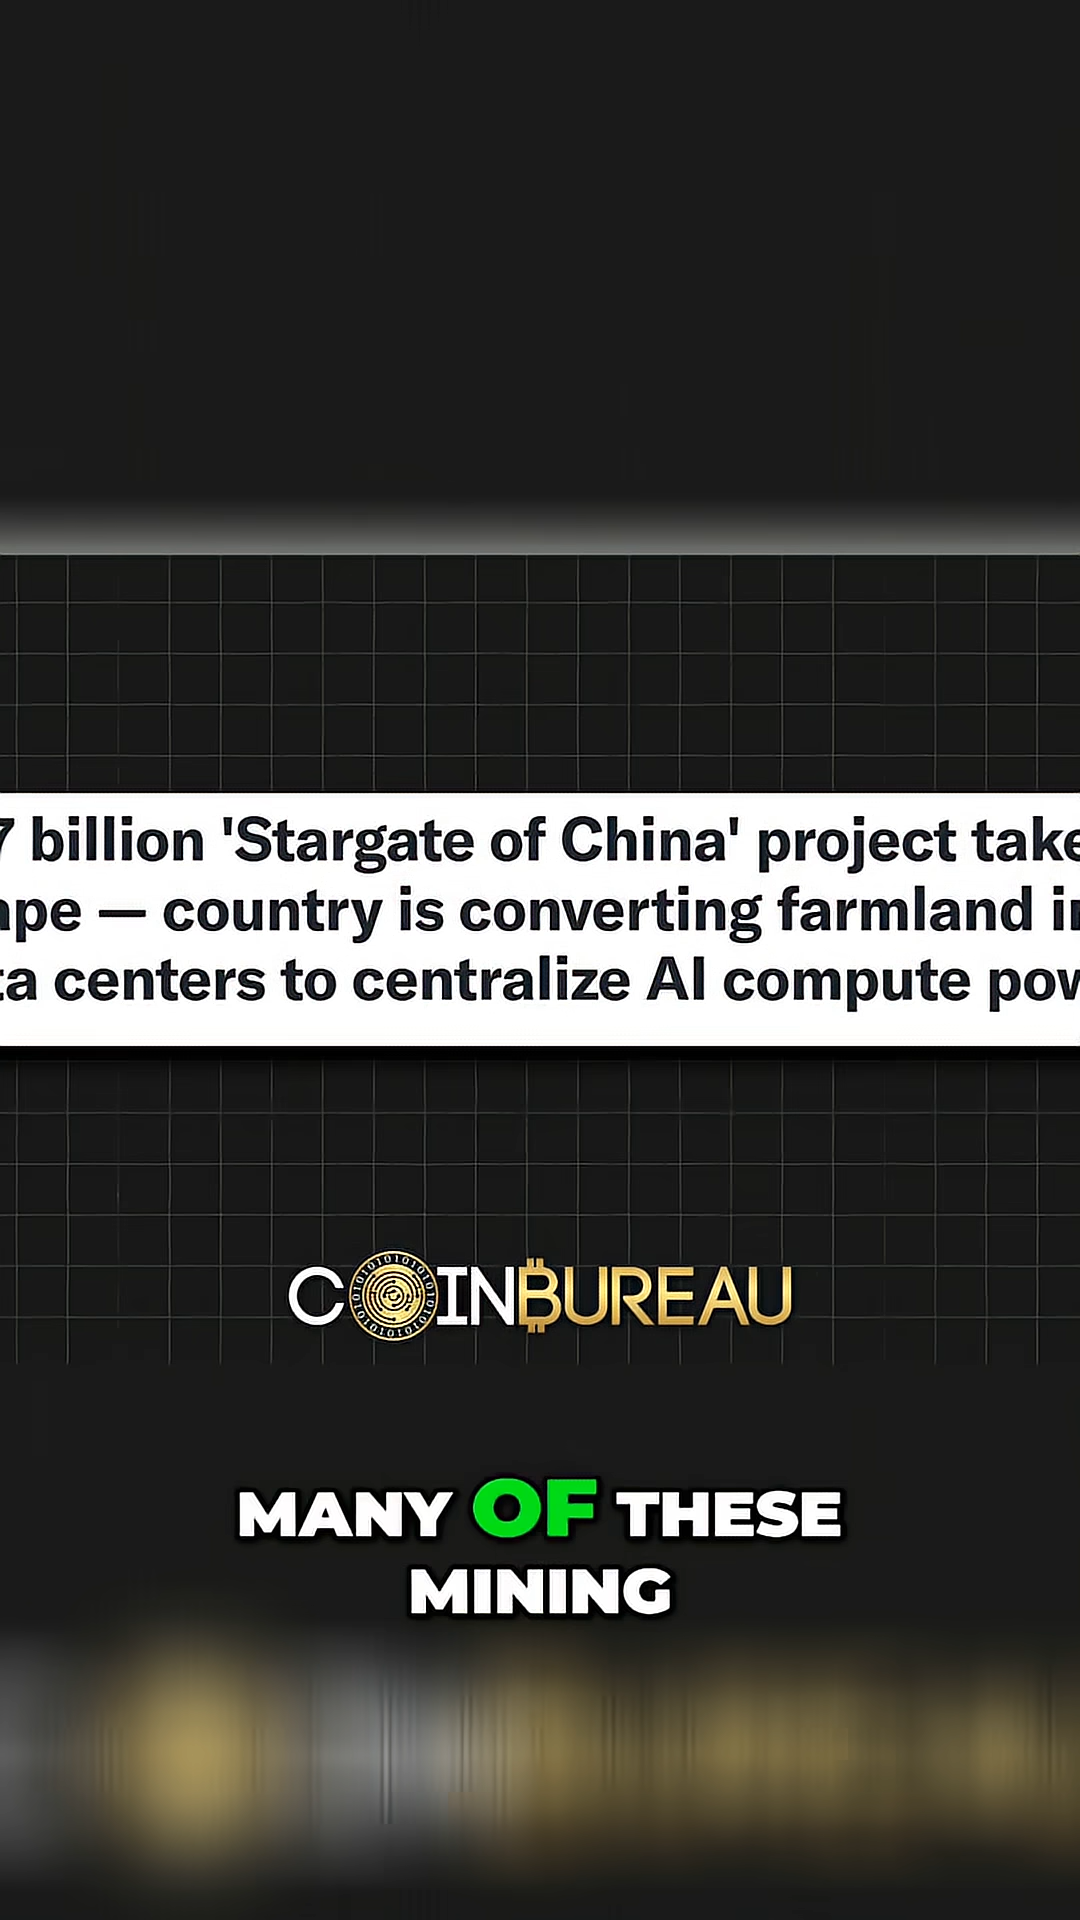 7 billion 'Stargate of China' project take
ape — country is converting farmland in
ta centers to centralize AI compute pow
COINBUREAU
MANY OF THESE
MINING